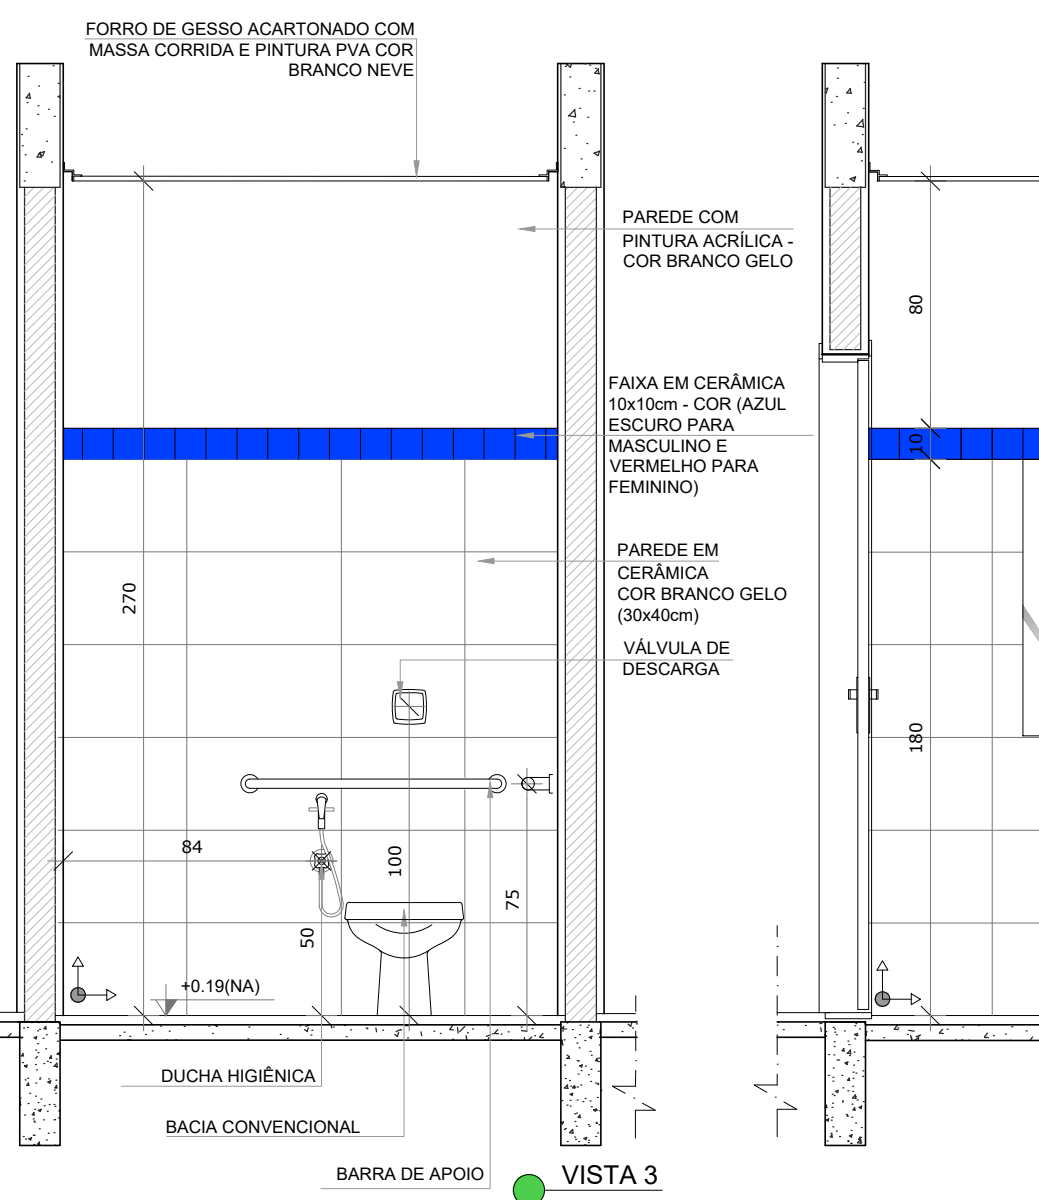 FORRO DE GESSO ACARTONADO COM
MASSA CORRIDA E PINTURA PVA COR
BRANCO NEVE
PAREDE COM
PINTURA ACRÍLICA -
COR BRANCO GELO
80
FAIXA EM CERÂMICA
10x10cm - COR (AZUL
ESCURO PARA
MASCULINO E
VERMELHO PARA
FEMININO)
10
PAREDE EM
CERÂMICA
COR BRANCO GELO
(30x40cm)
270
VÁLVULA DE
DESCARGA
180
84
100
75
50
+0.19(NA)
DUCHA HIGIÊNICA
BACIA CONVENCIONAL
BARRA DE APOIO
VISTA 3